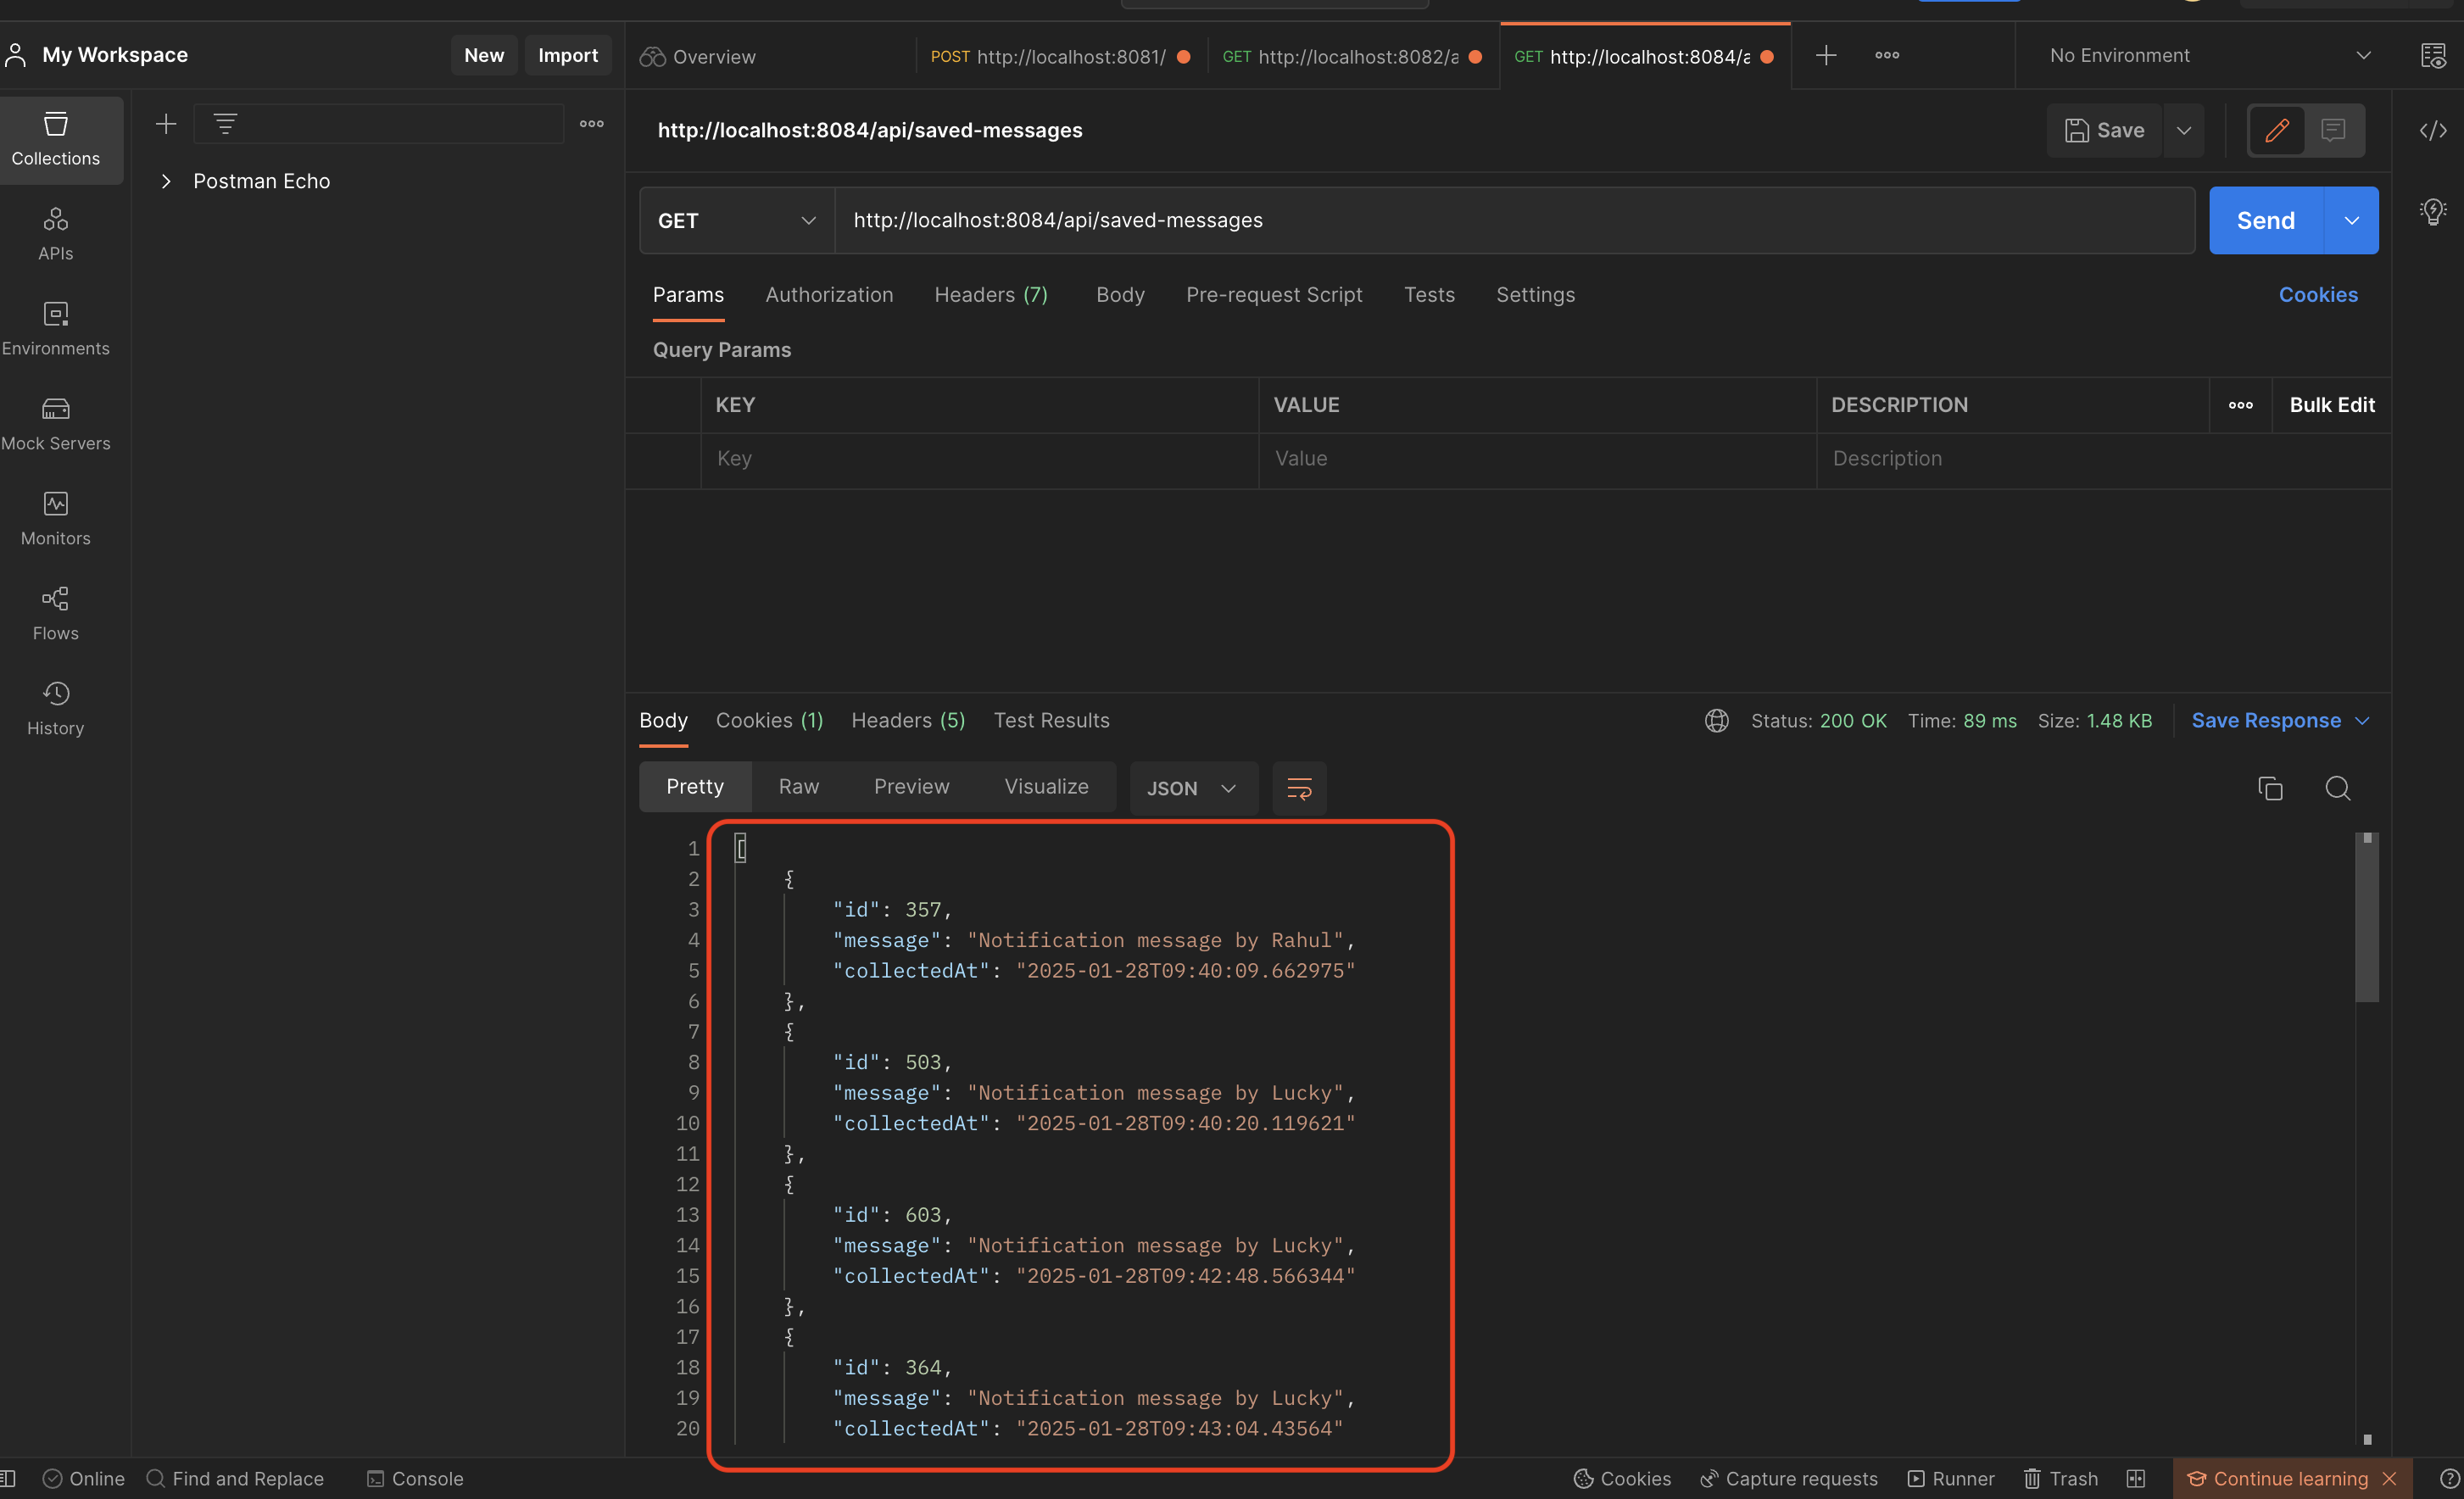 My Workspace
New
Import
Overview
POST http://localhost:8081/
GET http://localhost:8082/a
GET http://localhost:8084/a
No Environment
Collections
APIs
Environments
Mock Servers
Monitors
Flows
History
Postman Echo
http://localhost:8084/api/saved-messages
Save
GET
http://localhost:8084/api/saved-messages
Send
Params
Authorization
Headers (7)
Body
Pre-request Script
Tests
Settings
Cookies
Query Params
KEY
VALUE
DESCRIPTION
Bulk Edit
Key
Value
Description
Body
Cookies (1)
Headers (5)
Test Results
Status: 200 OK
Time: 89 ms
Size: 1.48 KB
Save Response
Pretty
Raw
Preview
Visualize
JSON
1 [
2 {
3 "id": 357,
4 "message": "Notification message by Rahul",
5 "collectedAt": "2025-01-28T09:40:09.662975"
6 },
7 {
8 "id": 503,
9 "message": "Notification message by Lucky",
10 "collectedAt": "2025-01-28T09:40:20.119621"
11 },
12 {
13 "id": 603,
14 "message": "Notification message by Lucky",
15 "collectedAt": "2025-01-28T09:42:48.566344"
16 },
17 {
18 "id": 364,
19 "message": "Notification message by Lucky",
20 "collectedAt": "2025-01-28T09:43:04.43564"
Online
Find and Replace
Console
Cookies
Capture requests
Runner
Trash
Continue learning